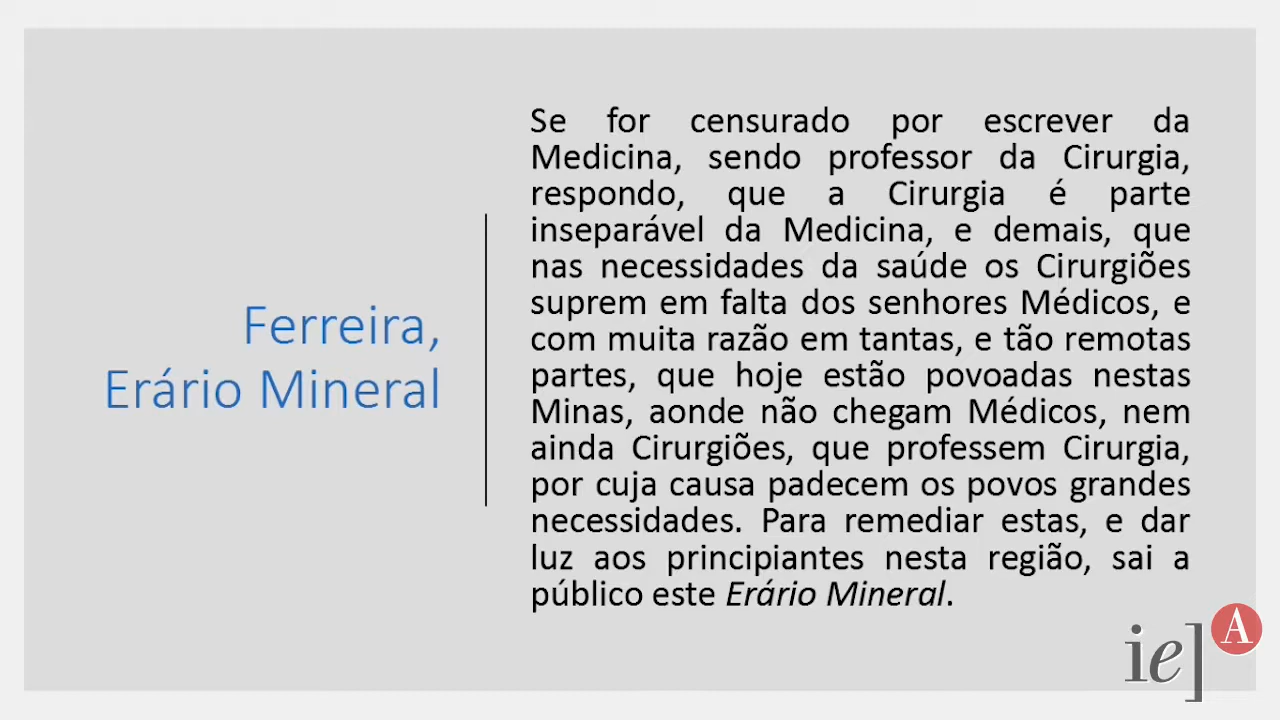 Ferreira,
Erário Mineral
Se for censurado por escrever da
Medicina, sendo professor da Cirurgia,
respondo, que a Cirurgia é parte
inseparável da Medicina, e demais, que
nas necessidades da saúde os Cirurgiões
suprem em falta dos senhores Médicos, e
com muita razão em tantas, e tão remotas
partes, que hoje estão povoadas nestas
Minas, aonde não chegam Médicos, nem
ainda Cirurgiões, que professem Cirurgia,
por cuja causa padecem os povos grandes
necessidades. Para remediar estas, e dar
luz aos principiantes nesta região, sai a
público este Erário Mineral.
ie] A